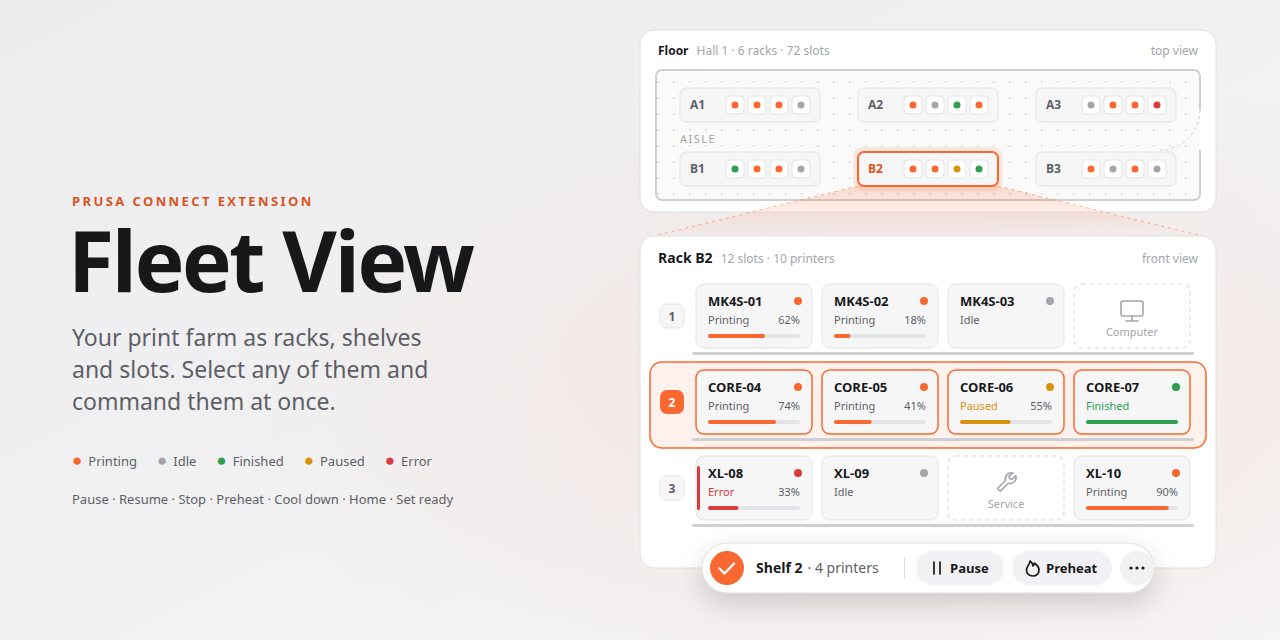 PRUSA CONNECT EXTENSION
Fleet View
Your print farm as racks, shelves
and slots. Select any of them and
command them at once.
Printing Idle Finished Paused Error
Pause · Resume · Stop · Preheat · Cool down · Home · Set ready
Floor Hall 1 · 6 racks · 72 slots top view
A1 A2 A3
AISLE
B1 B2 B3
Rack B2 12 slots · 10 printers front view
1
MK4S-01 MK4S-02 MK4S-03
Printing 62% Printing 18% Idle
Computer
2
CORE-04 CORE-05 CORE-06 CORE-07
Printing 74% Printing 41% Paused 55% Finished
3
XL-08 XL-09 XL-10
Error 33% Idle Printing 90%
Service
Shelf 2 · 4 printers Pause Preheat